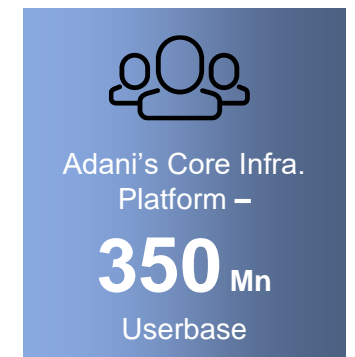 Adani's Core Infra.
Platform –
350 Mn
Userbase